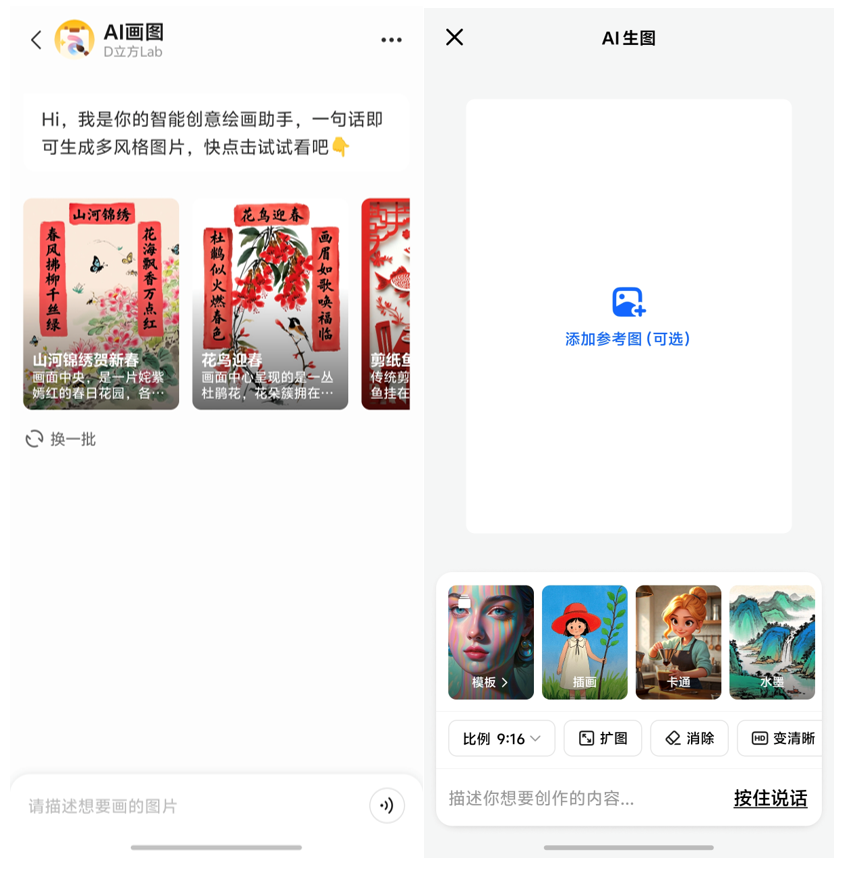 AI画图
D立方Lab
Hi，我是你的智能创意绘画助手，一句话即
可生成多风格图片，快点击试试看吧👇
山河锦绣
春风拂柳千丝绿
花海飘香万点红
山河锦绣贺新春
画面中央，是一片姹紫
嫣红的春日花园，各…
花鸟迎春
杜鹃似火燃春色
画眉如歌唤福临
花鸟迎春
画面中心呈现的是一丛
杜鹃花，花朵簇拥在…
剪纸鱼
传统剪
鱼挂在
换一批
请描述想要画的图片
AI生图
添加参考图(可选)
模板
插画
卡通
水墨
比例 9:16
扩图
消除
HD 变清晰
描述你想要创作的内容...
按住说话